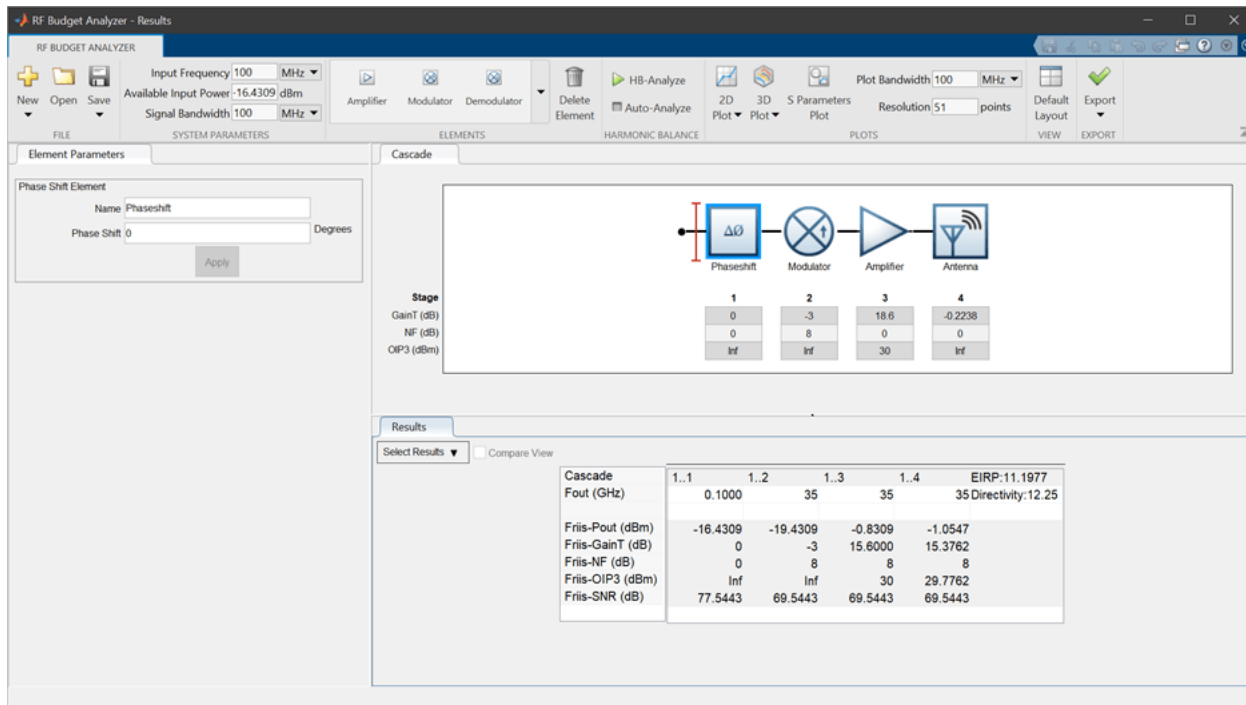 RF Budget Analyzer - Results
RF BUDGET ANALYZER
Input Frequency 100 MHz
Available Input Power -16.4309 dBm
Signal Bandwidth 100 MHz
New Open Save
Amplifier Modulator Demodulator
Delete Element
HB-Analyze
Auto-Analyze
2D Plot 3D Plot S Parameters Plot
Plot Bandwidth 100 MHz
Resolution 51 points
Default Layout
Export
FILE SYSTEM PARAMETERS ELEMENTS HARMONIC BALANCE PLOTS VIEW EXPORT
Element Parameters
Phase Shift Element
Name Phaseshift
Phase Shift 0 Degrees
Apply
Cascade
ΔØ
Phaseshift Modulator Amplifier Antenna
Stage 1 2 3 4
GainT (dB) 0 -3 18.6 -0.2238
NF (dB) 0 8 0 0
OIP3 (dBm) Inf Inf 30 Inf
Results
Select Results Compare View
Cascade 1..1 1..2 1..3 1..4 EIRP:11.1977
Fout (GHz) 0.1000 35 35 35 Directivity:12.25
Friis-Pout (dBm) -16.4309 -19.4309 -0.8309 -1.0547
Friis-GainT (dB) 0 -3 15.6000 15.3762
Friis-NF (dB) 0 8 8 8
Friis-OIP3 (dBm) Inf Inf 30 29.7762
Friis-SNR (dB) 77.5443 69.5443 69.5443 69.5443